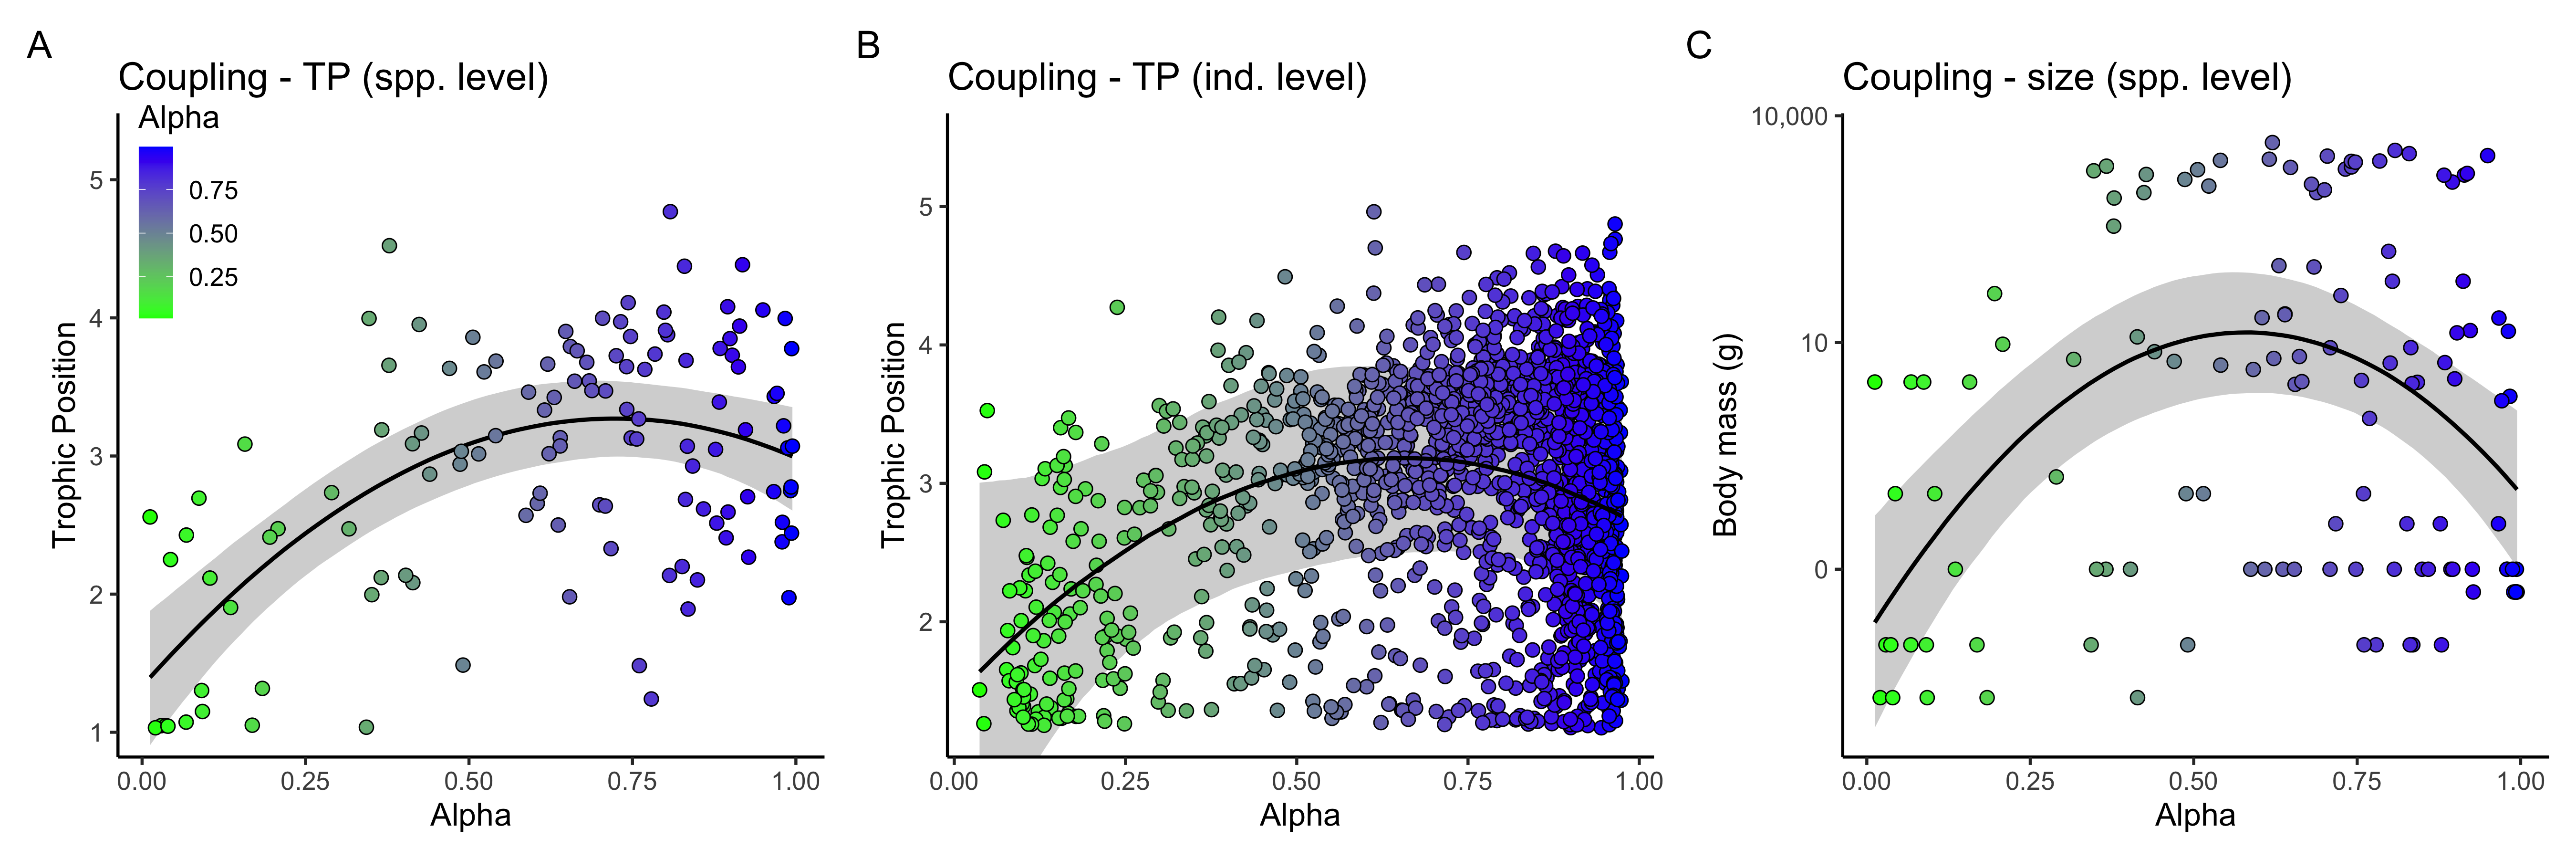 A
Coupling - TP (spp. level)
Alpha
0.75
0.50
0.25
5
4
3
2
1
Trophic Position
0.00
0.25
0.50
0.75
1.00
Alpha
B
Coupling - TP (ind. level)
5
4
3
2
Trophic Position
0.00
0.25
0.50
0.75
1.00
Alpha
C
Coupling - size (spp. level)
10,000
10
0
Body mass (g)
0.00
0.25
0.50
0.75
1.00
Alpha